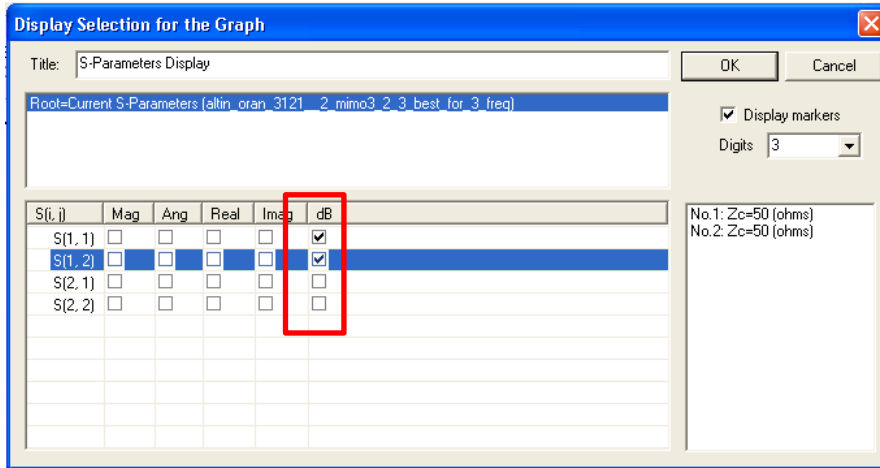 Display Selection for the Graph
Title: S-Parameters Display
OK Cancel
Root=Current S-Parameters (altin_oran_3121__2_mimo3_2_3_best_for_3_freq)
Display markers
Digits 3
S(i, j) Mag Ang Real Imag dB
S(1, 1)
S(1, 2)
S(2, 1)
S(2, 2)
No.1: Zc=50 (ohms)
No.2: Zc=50 (ohms)